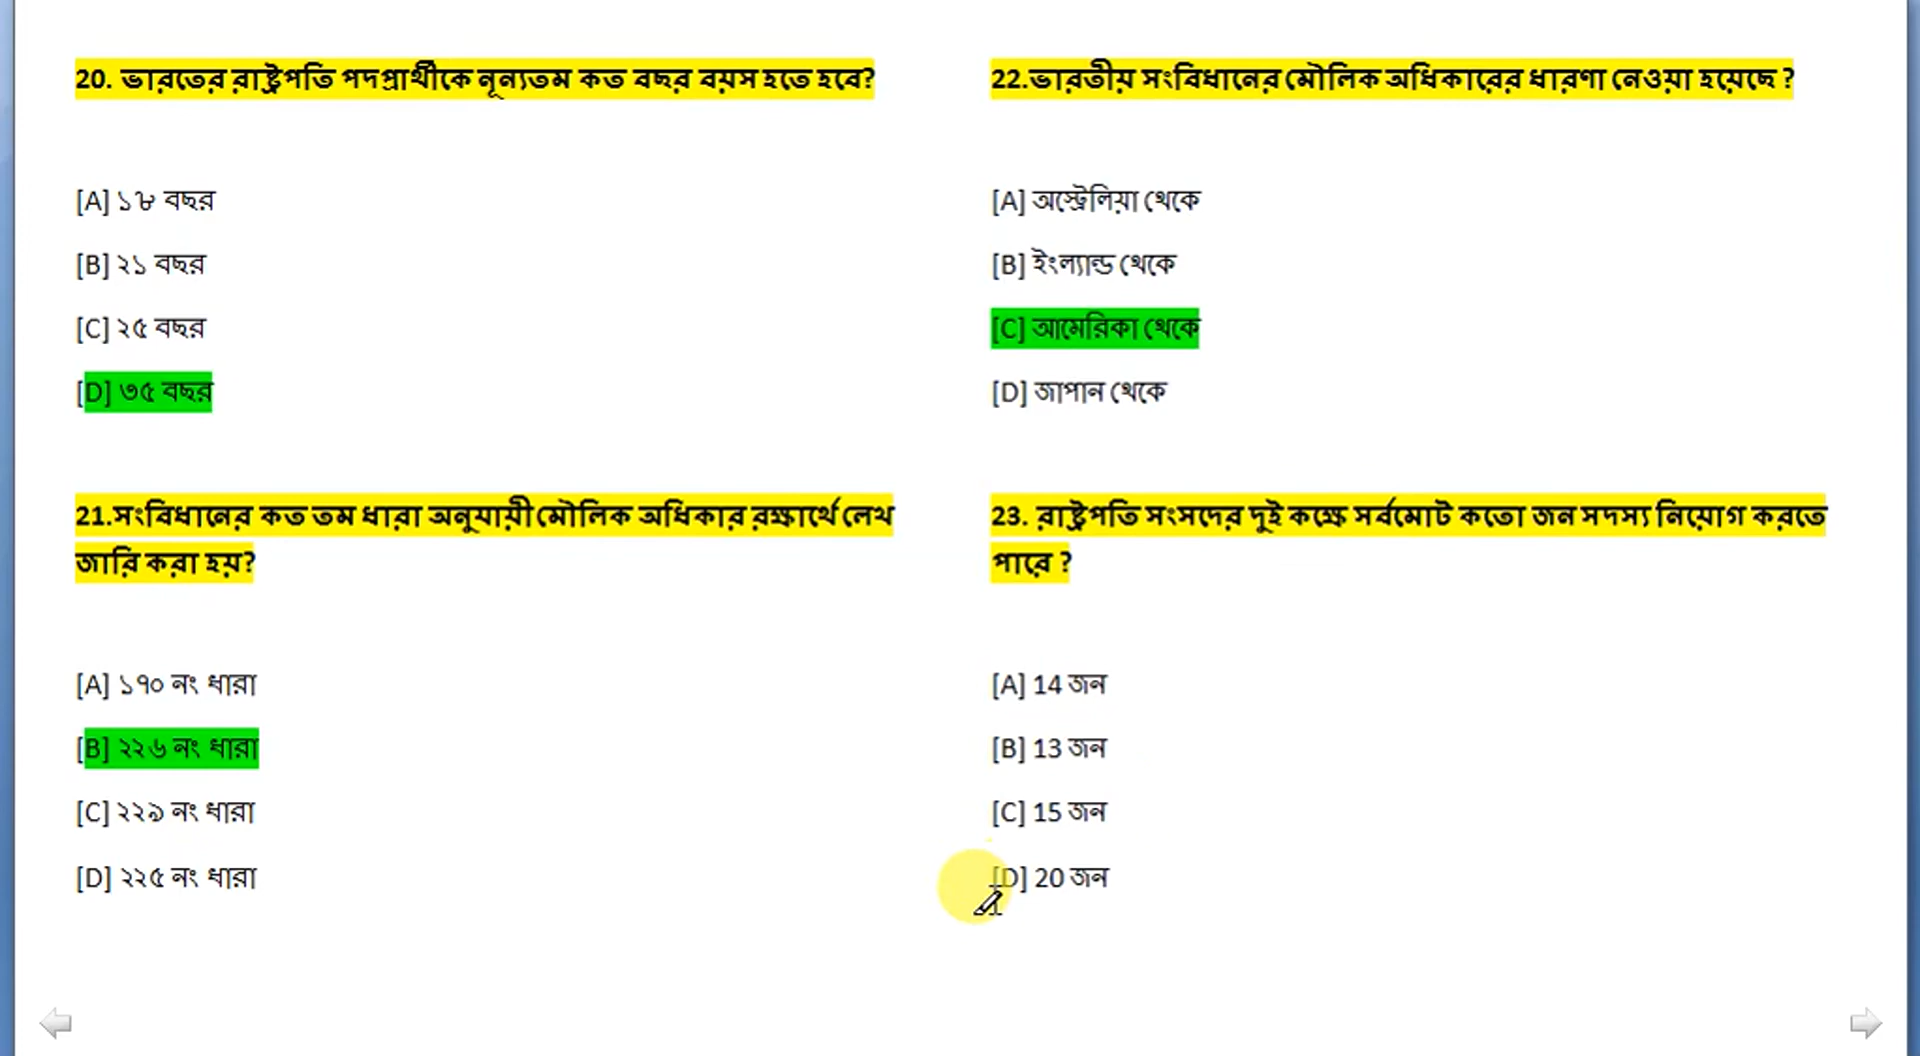 20. ভারতের রাষ্ট্রপতি পদপ্রার্থীকে নূন্যতম কত বছর বয়স হতে হবে?
[A] ১৮ বছর
[B] ২১ বছর
[C] ২৫ বছর
[D] ৩৫ বছর
21.সংবিধানের কত তম ধারা অনুযায়ী মৌলিক অধিকার রক্ষার্থে লেখ
জারি করা হয়?
[A] ১৭০ নং ধারা
[B] ২২৬ নং ধারা
[C] ২২৯ নং ধারা
[D] ২২৫ নং ধারা
22.ভারতীয় সংবিধানের মৌলিক অধিকারের ধারণা নেওয়া হয়েছে ?
[A] অস্ট্রেলিয়া থেকে
[B] ইংল্যান্ড থেকে
[C] আমেরিকা থেকে
[D] জাপান থেকে
23. রাষ্ট্রপতি সংসদের দুই কক্ষে সর্বমোট কতো জন সদস্য নিয়োগ করতে
পারে ?
[A] 14 জন
[B] 13 জন
[C] 15 জন
[D] 20 জন